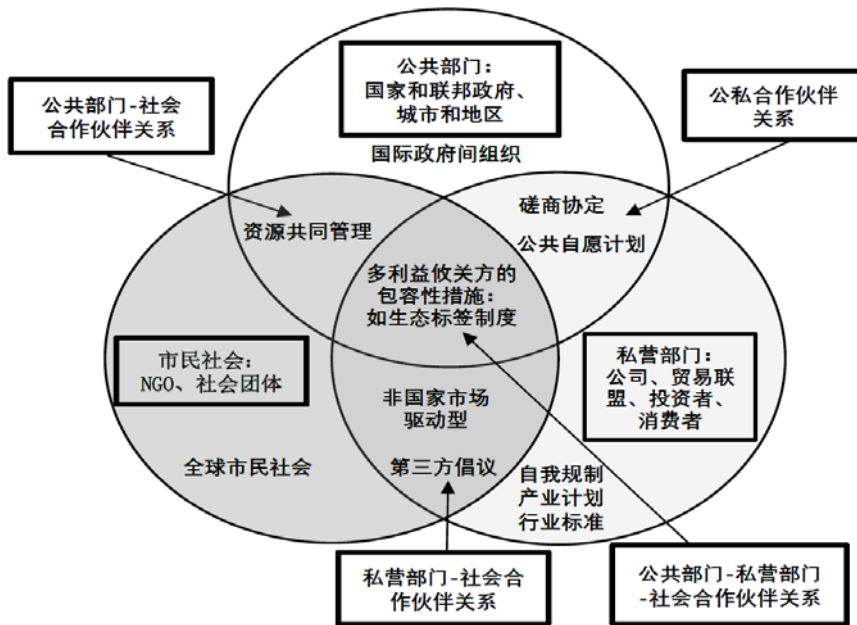 公共部门：
国家和联邦政府、
城市和地区
国际政府间组织
公共部门-社会
合作伙伴关系
公私合作伙伴
关系
磋商协定
公共自愿计划
资源共同管理
多利益攸关方的
包容性措施：
如生态标签制度
市民社会：
NGO、社会团体
私营部门：
公司、贸易联
盟、投资者、
消费者
非国家市场
驱动型
全球市民社会
第三方倡议
自我规制
产业计划
行业标准
私营部门-社会合
作伙伴关系
公共部门-私营部门
-社会合作伙伴关系